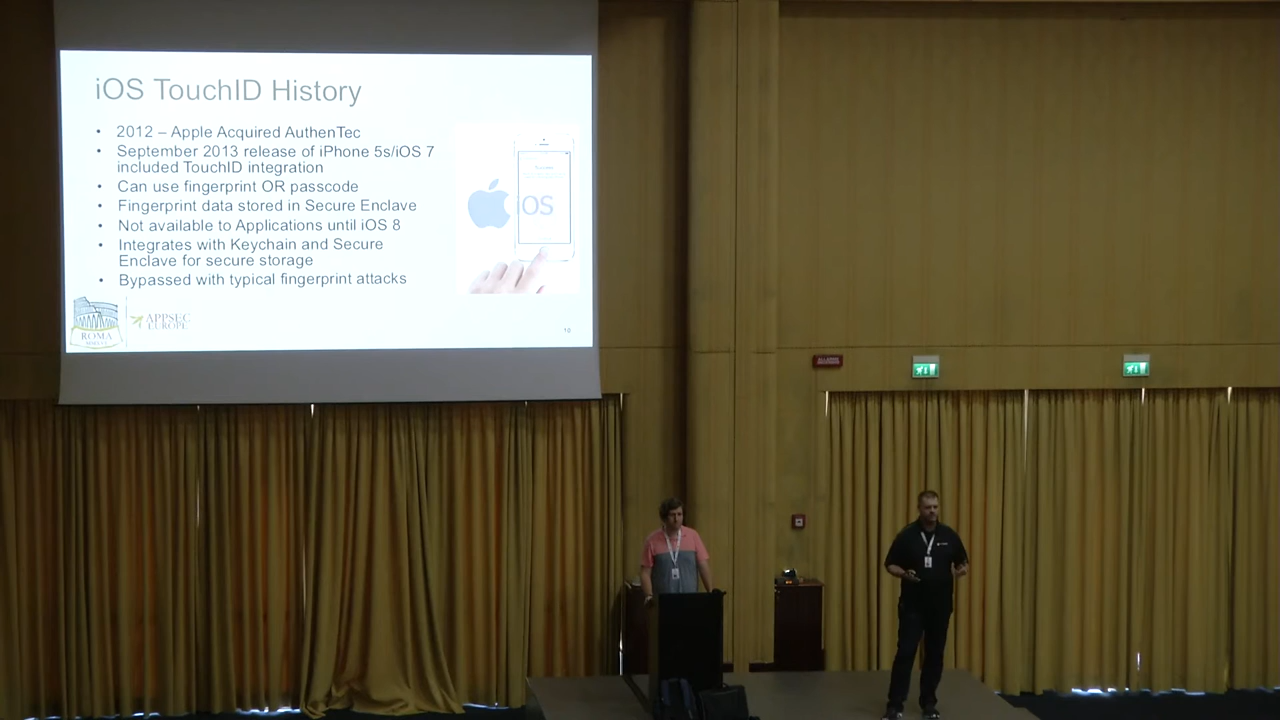 iOS TouchID History
• 2012 – Apple Acquired AuthenTec
• September 2013 release of iPhone 5s/iOS 7
included TouchID integration
• Can use fingerprint OR passcode
• Fingerprint data stored in Secure Enclave
• Not available to Applications until iOS 8
• Integrates with Keychain and Secure
Enclave for secure storage
• Bypassed with typical fingerprint attacks
iOS
ROMA
APPSEC
EUROPE
10